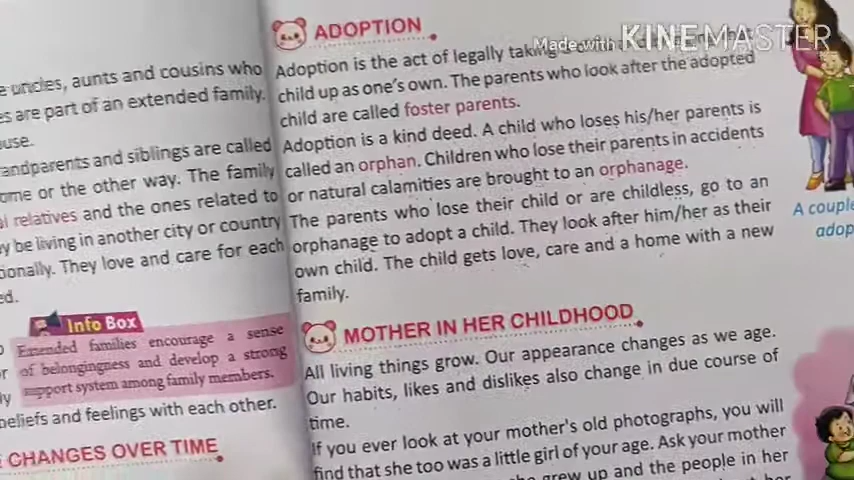 e uncles, aunts and cousins who
es are part of an extended family.
use.
andparents and siblings are called
ome or the other way. The family
al relatives and the ones related to
y be living in another city or country
ionally. They love and care for each
ed.
Info Box
Extended families encourage a sense
of belongingness and develop a strong
support system among family members.
beliefs and feelings with each other.
CHANGES OVER TIME
ADOPTION
Made with KINEMASTER
Adoption is the act of legally taking
child up as one's own. The parents who look after the adopted
child are called foster parents.
Adoption is a kind deed. A child who loses his/her parents is
called an orphan. Children who lose their parents in accidents
or natural calamities are brought to an orphanage.
The parents who lose their child or are childless, go to an
orphanage to adopt a child. They look after him/her as their
own child. The child gets love, care and a home with a new
family.
A couple
adop
MOTHER IN HER CHILDHOOD
All living things grow. Our appearance changes as we age.
Our habits, likes and dislikes also change in due course of
time.
If you ever look at your mother's old photographs, you will
find that she too was a little girl of your age. Ask your mother
grew up and the people in her